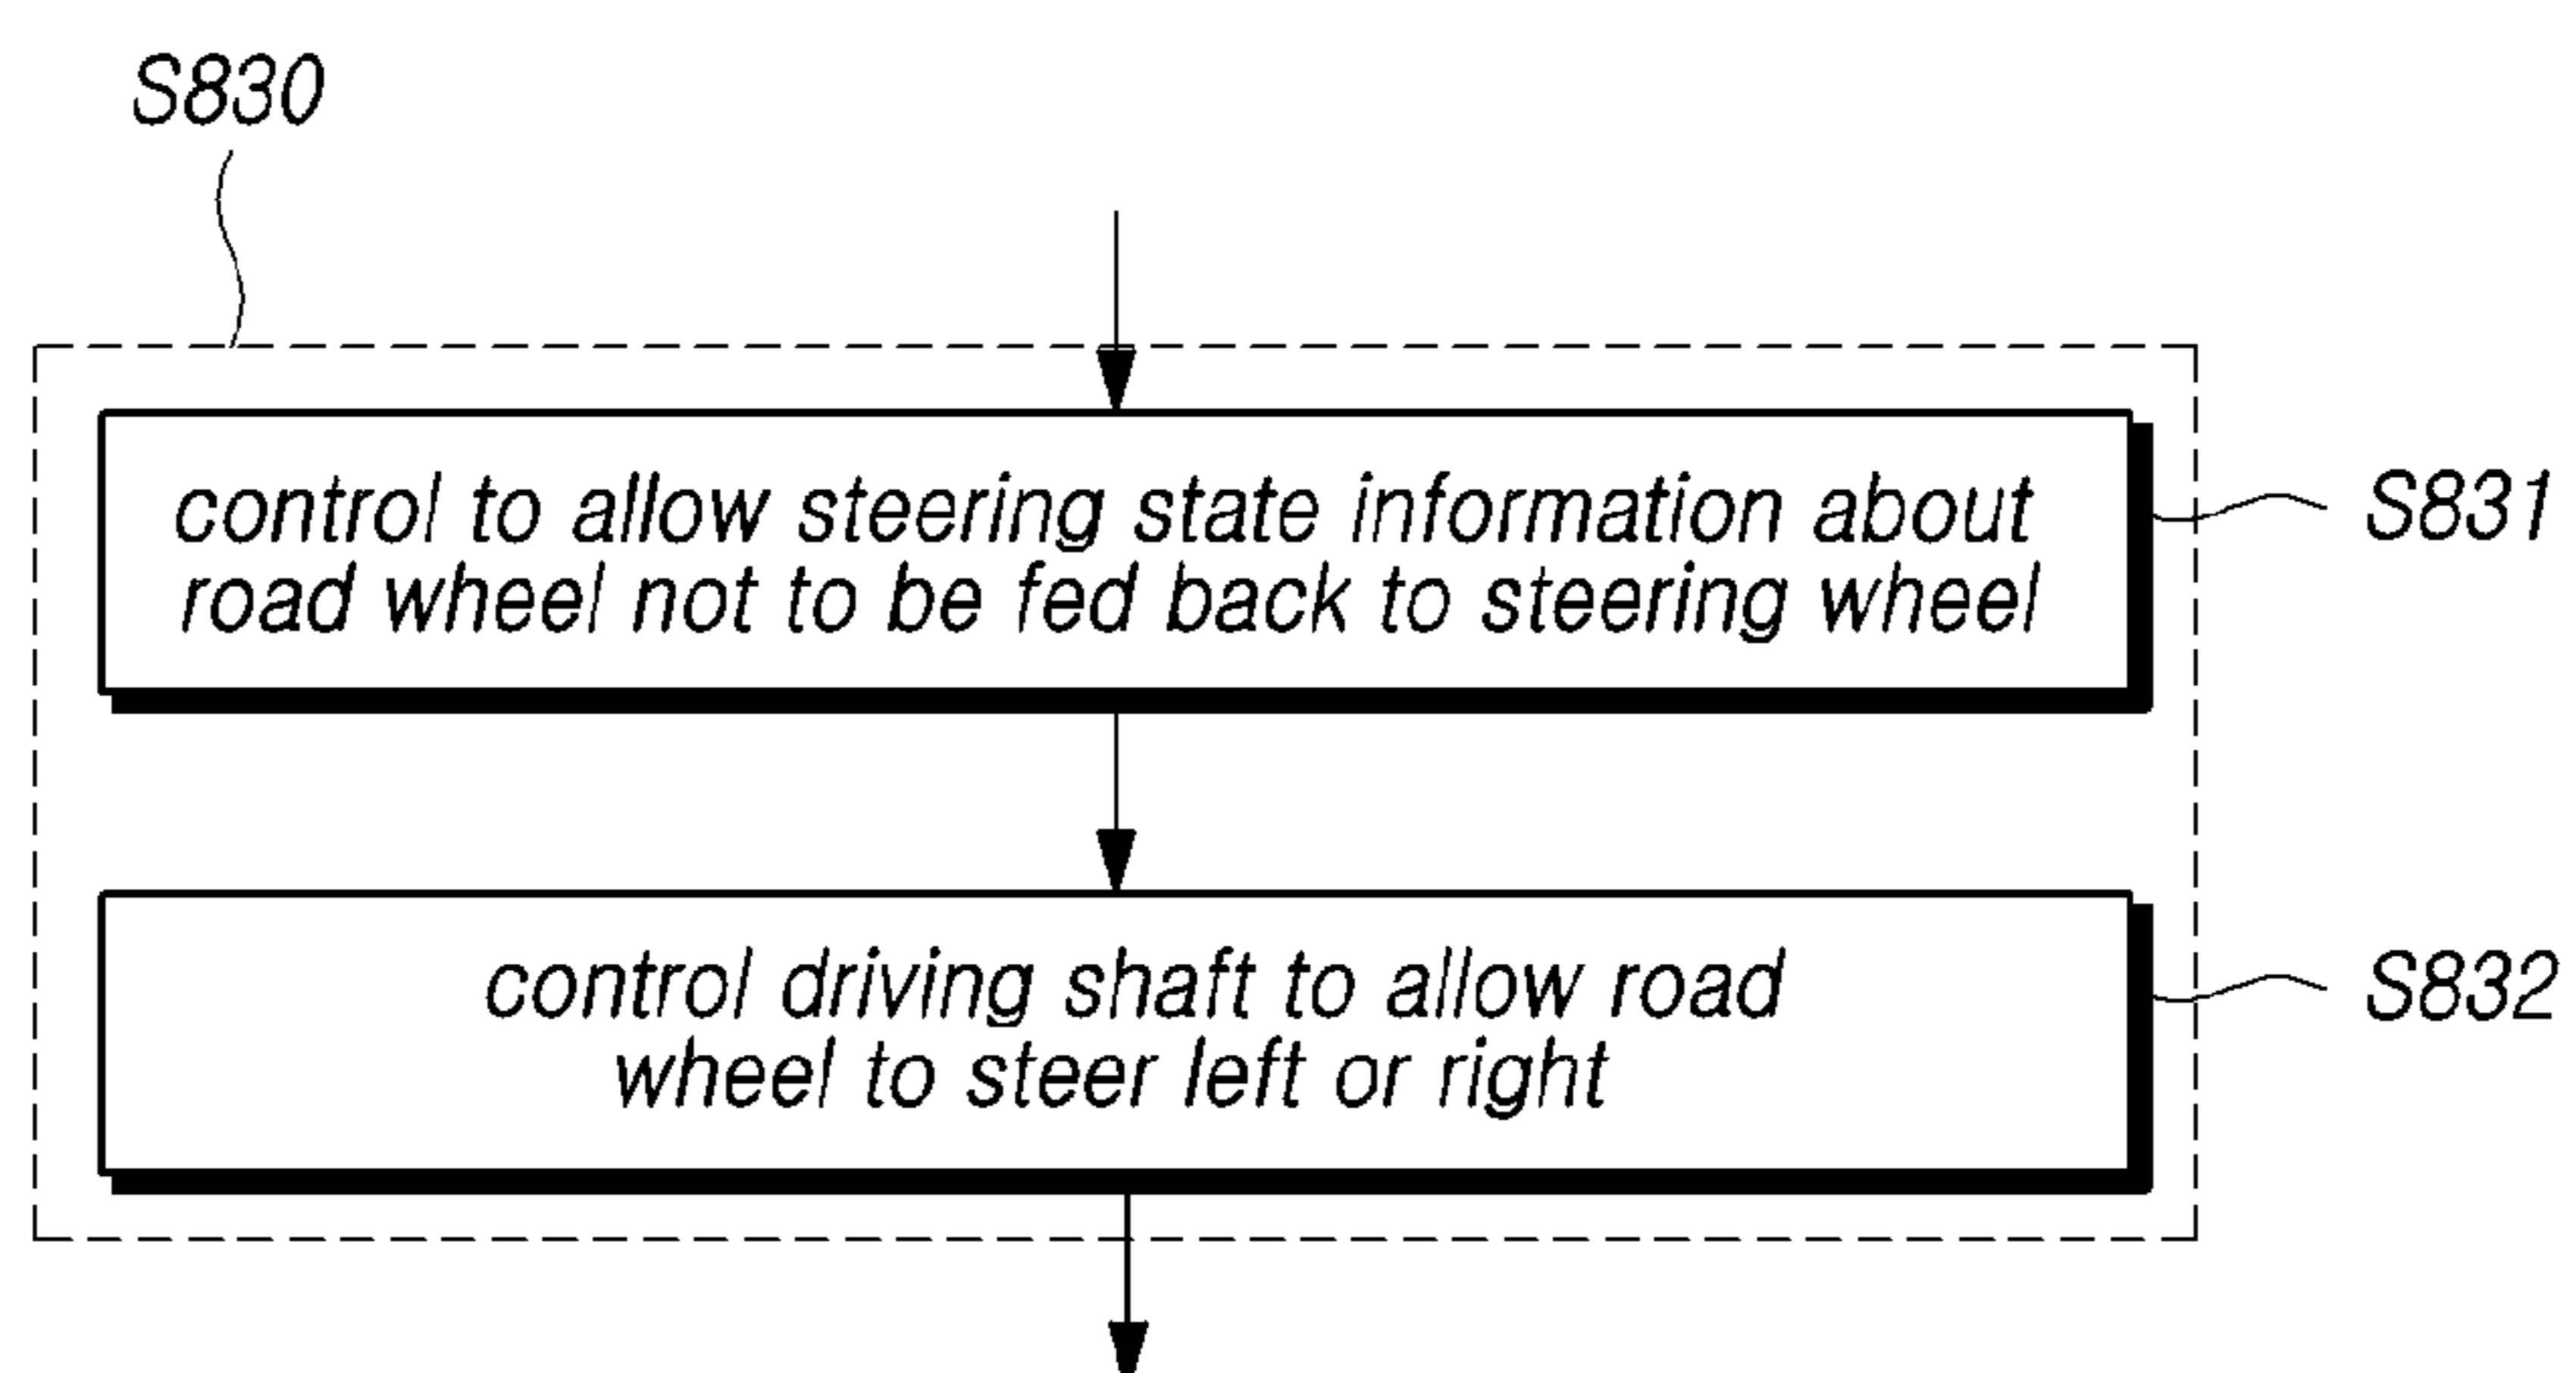 S830
control to allow steering state information about
road wheel not to be fed back to steering wheel
S831
control driving shaft to allow road
wheel to steer left or right
S832